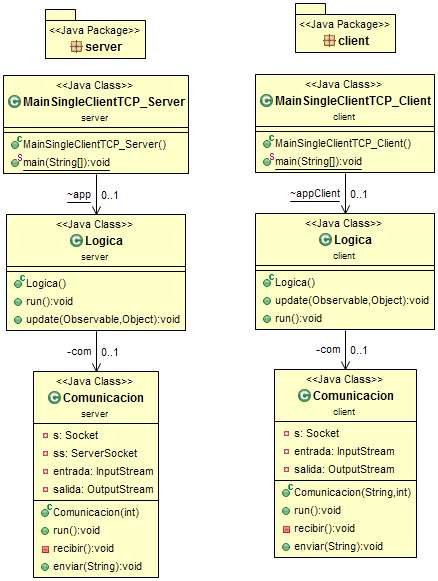 <<Java Package>>
server
<<Java Class>>
MainSingleClientTCP_Server
server
MainSingleClientTCP_Server()
main(String[]):void
~app 0..1
<<Java Class>>
Logica
server
Logica()
run():void
update(Observable,Object):void
-com 0..1
<<Java Class>>
Comunicacion
server
s: Socket
ss: ServerSocket
entrada: InputStream
salida: OutputStream
Comunicacion(int)
run():void
recibir():void
enviar(String):void
<<Java Package>>
client
<<Java Class>>
MainSingleClientTCP_Client
client
MainSingleClientTCP_Client()
main(String[]):void
~appClient 0..1
<<Java Class>>
Logica
client
Logica()
update(Observable,Object):void
run():void
-com 0..1
<<Java Class>>
Comunicacion
client
s: Socket
entrada: InputStream
salida: OutputStream
Comunicacion(String,int)
run():void
recibir():void
enviar(String):void